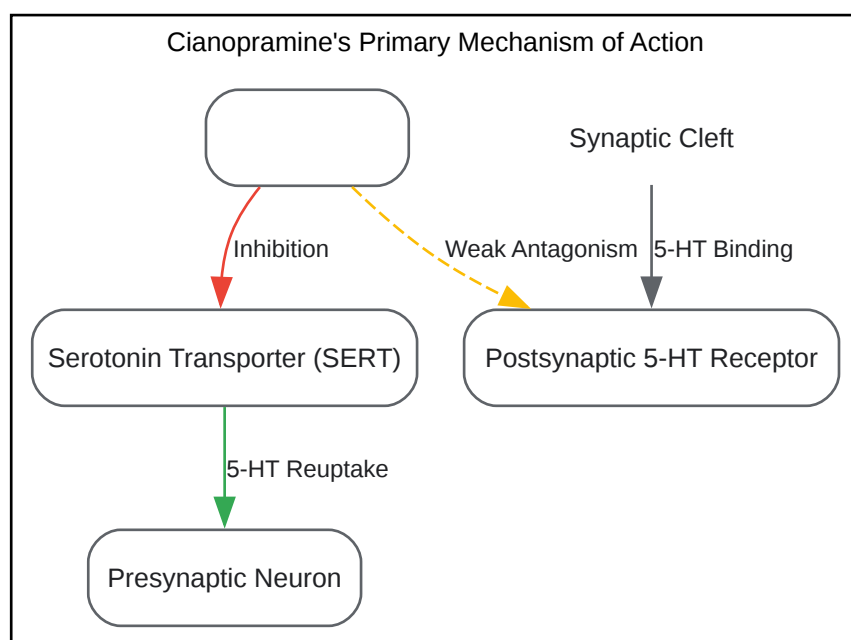 Cianopramine's Primary Mechanism of Action
Synaptic Cleft
Inhibition
Weak Antagonism
5-HT Binding
Serotonin Transporter (SERT)
Postsynaptic 5-HT Receptor
5-HT Reuptake
Presynaptic Neuron